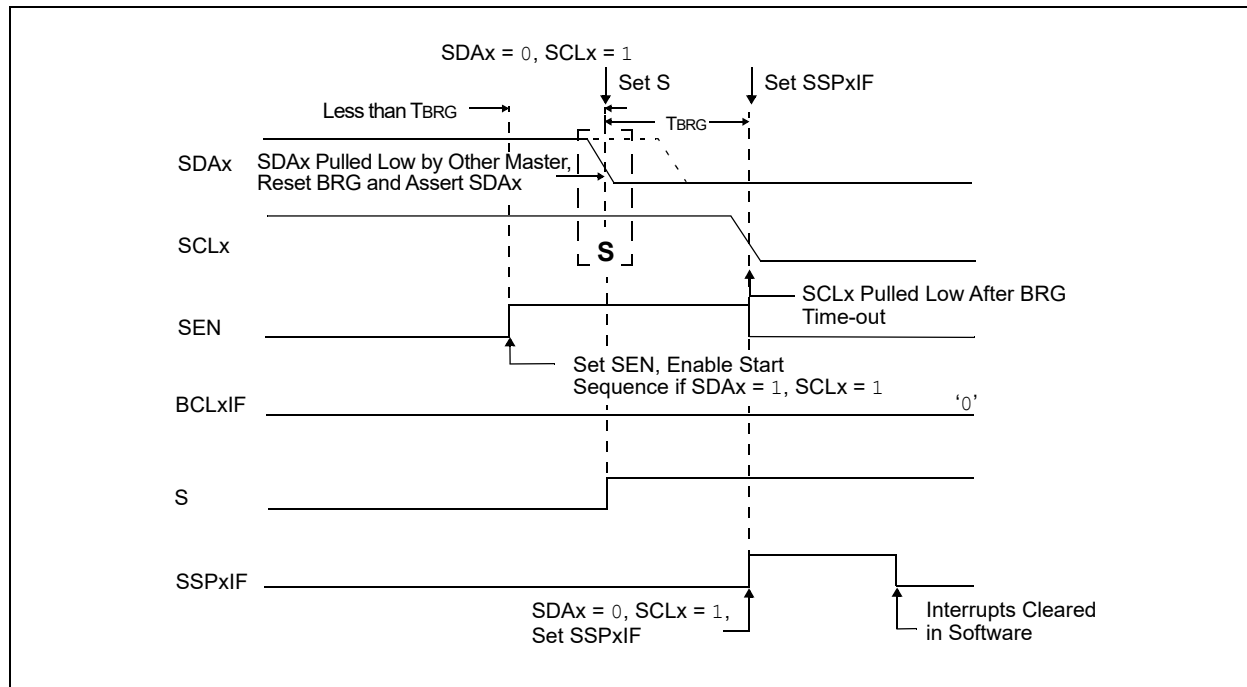 SDAx = 0, SCLx = 1
Set S
Set SSPxIF
Less than TBRG
TBRG
SDAx
SDAx Pulled Low by Other Master,
Reset BRG and Assert SDAx
SCLx
S
SCLx Pulled Low After BRG
Time-out
SEN
Set SEN, Enable Start
Sequence if SDAx = 1, SCLx = 1
BCLxIF
‘0’
S
SSPxIF
SDAx = 0, SCLx = 1,
Set SSPxIF
Interrupts Cleared
in Software